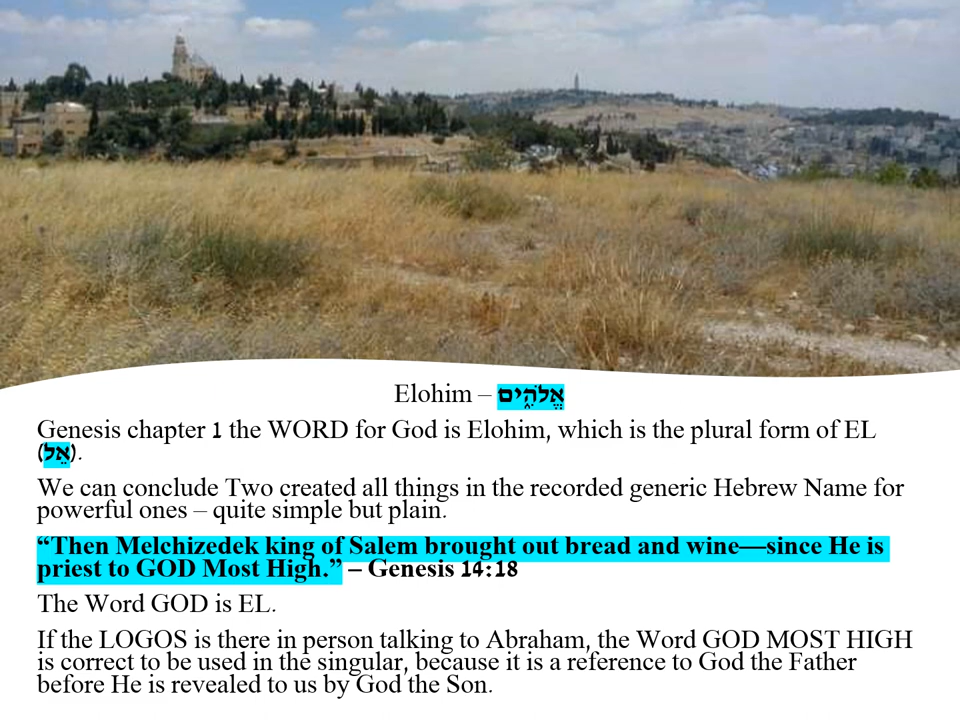 Elohim – אֱלֹהִ֑ים
Genesis chapter 1 the WORD for God is Elohim, which is the plural form of EL
(אֵל).
We can conclude Two created all things in the recorded generic Hebrew Name for
powerful ones – quite simple but plain.
“Then Melchizedek king of Salem brought out bread and wine—since He is
priest to GOD Most High.” – Genesis 14:18
The Word GOD is EL.
If the LOGOS is there in person talking to Abraham, the Word GOD MOST HIGH
is correct to be used in the singular, because it is a reference to God the Father
before He is revealed to us by God the Son.